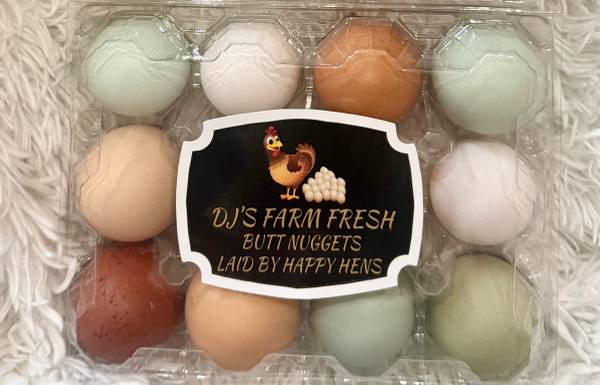 DJ'S FARM FRESH
BUTT NUGGETS
LAID BY HAPPY HENS